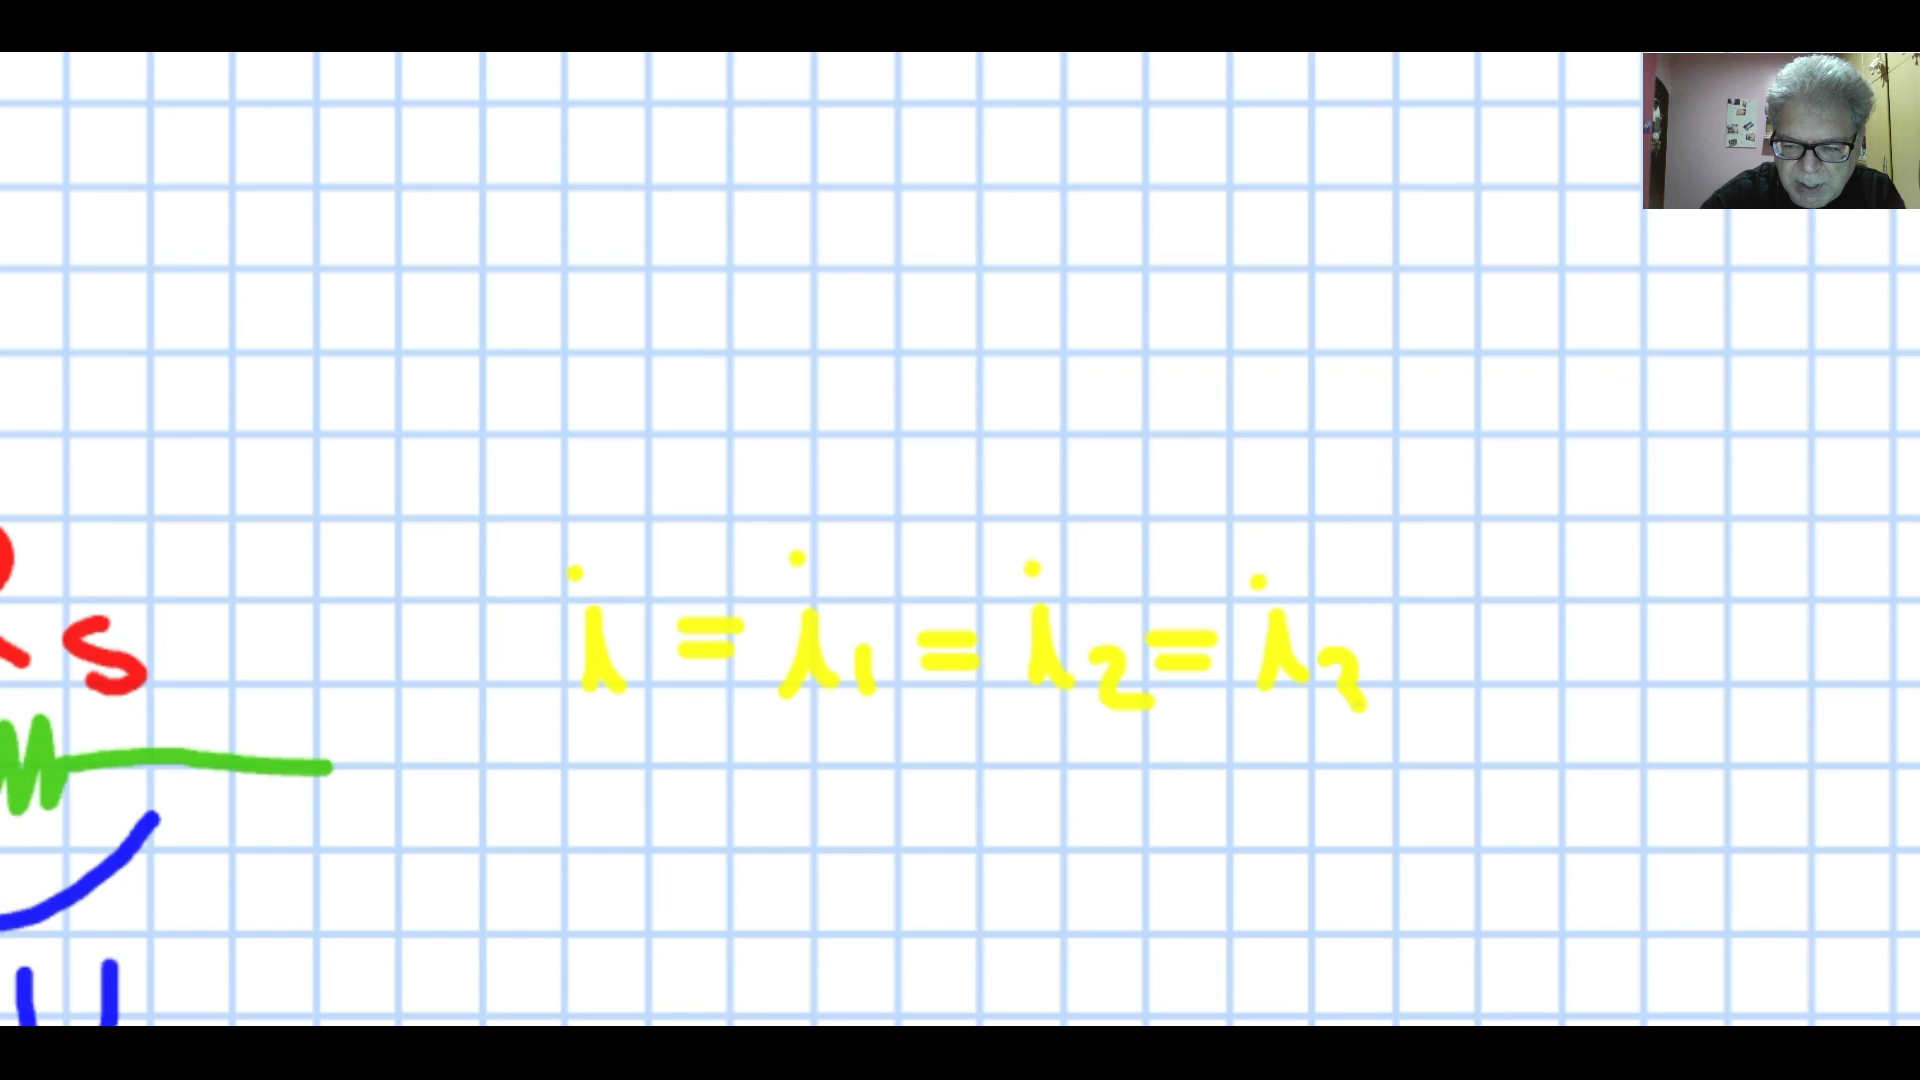 R s
i = i₁ = i₂ = i₃
U